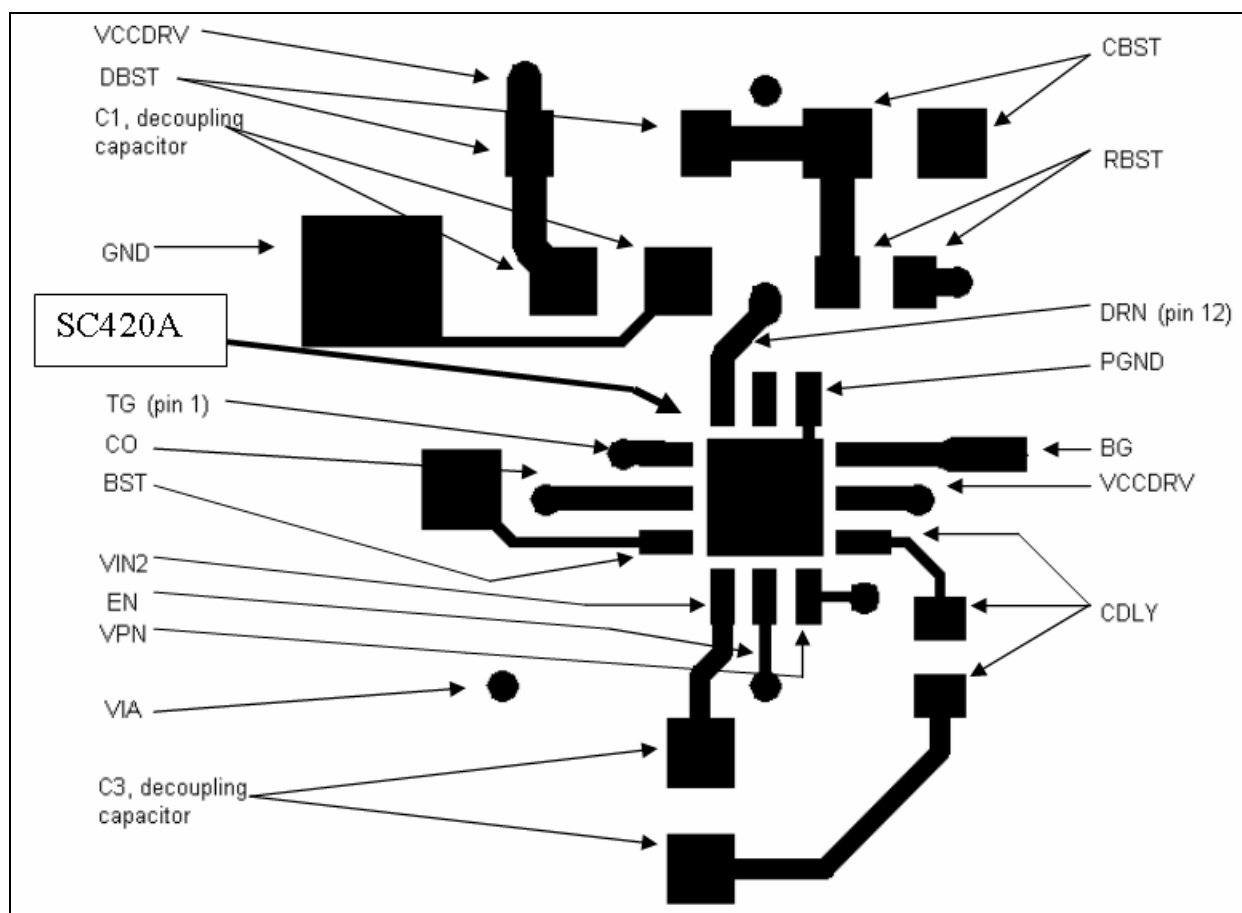 VCCDRV
DBST
C1, decoupling
capacitor
GND
SC420A
TG (pin 1)
CO
BST
VIN2
EN
VPN
VIA
C3, decoupling
capacitor
CBST
RBST
DRN (pin 12)
PGND
BG
VCCDRV
CDLY